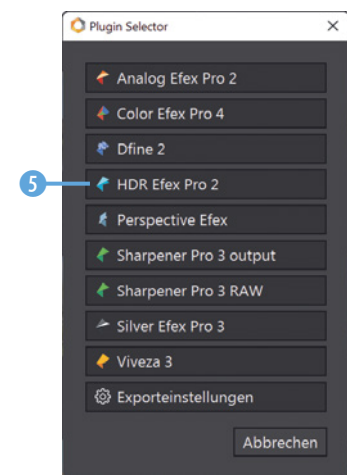 Plugin Selector
Analog Efex Pro 2
Color Efex Pro 4
Dfine 2
5 HDR Efex Pro 2
Perspective Efex
Sharpener Pro 3 output
Sharpener Pro 3 RAW
Silver Efex Pro 3
Viveza 3
Exporteinstellungen
Abbrechen